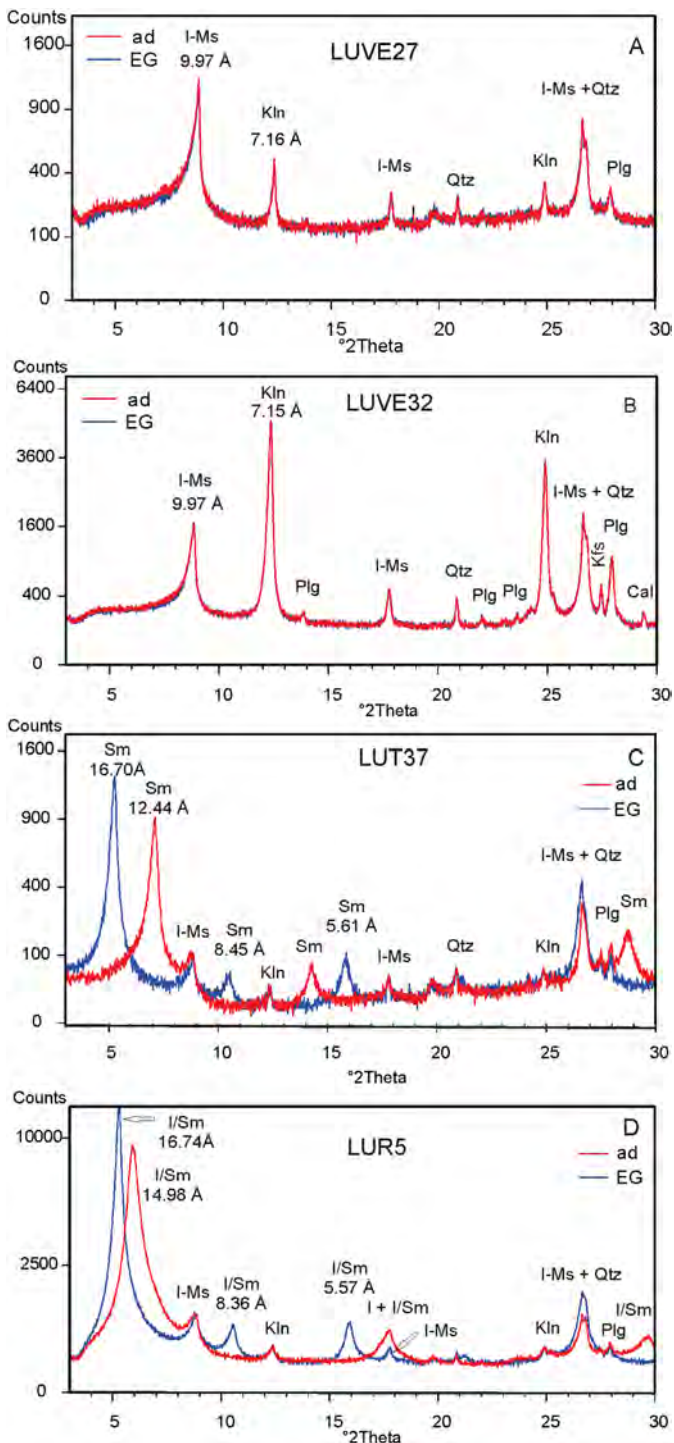 Counts
1600
900
400
100
0
ad
EG
I-Ms
9.97 Å
LUVE27
A
Kln
7.16 Å
I-Ms
Qtz
Kln
I-Ms +Qtz
Plg
5 10 15 20 25 30
°2Theta
Counts
6400
3600
1600
400
0
ad
EG
Kln
7.15 Å
LUVE32
B
I-Ms
9.97 Å
Plg
I-Ms
Qtz
Plg
Plg
Kln
I-Ms + Qtz
Kfs
Plg
Cal
5 10 15 20 25 30
°2Theta
Counts
1600
900
400
100
0
Sm
16.70Å
Sm
12.44 Å
LUT37
C
ad
EG
I-Ms
Sm
8.45 Å
Kln
Sm
Sm
5.61 Å
I-Ms
Qtz
Kln
I-Ms + Qtz
Plg
Sm
5 10 15 20 25 30
°2Theta
Counts
10000
2500
0
I/Sm
16.74Å
I/Sm
14.98 Å
LUR5
D
ad
EG
I-Ms
I/Sm
8.36 Å
Kln
I/Sm
5.57 Å
I + I/Sm
I-Ms
Kln
I-Ms + Qtz
Plg
I/Sm
5 10 15 20 25 30
°2Theta